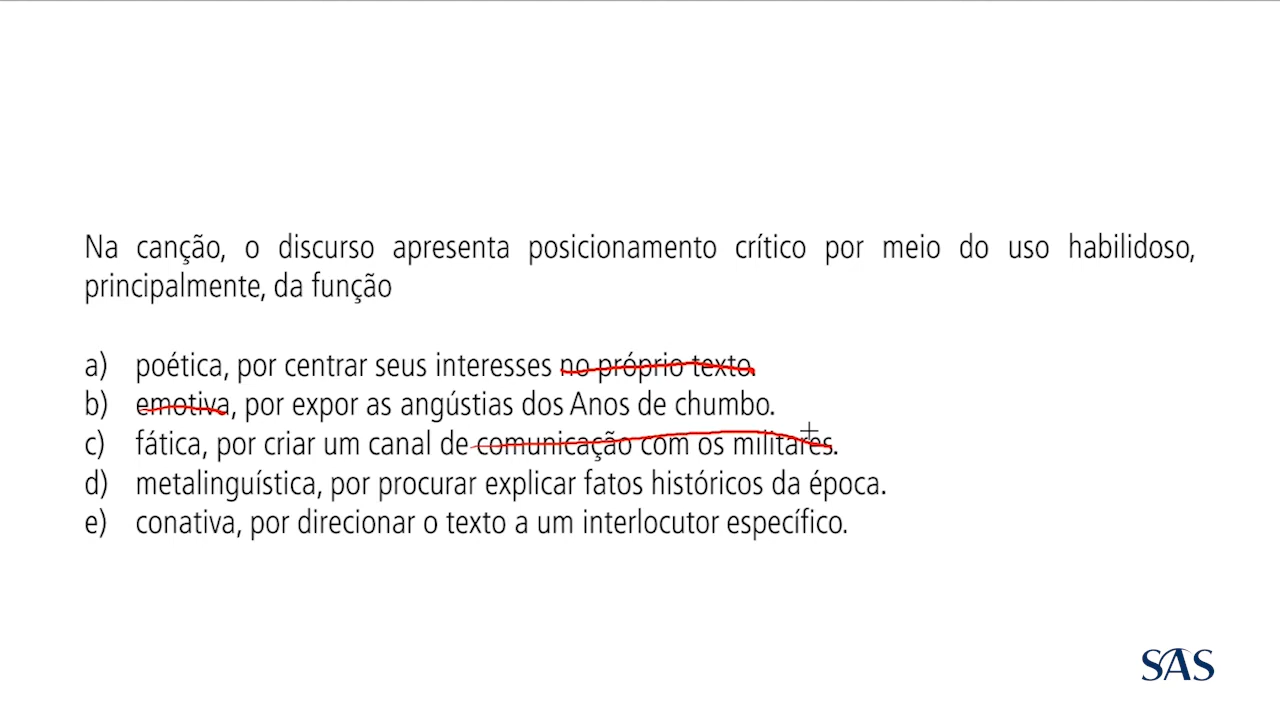 Na canção, o discurso apresenta posicionamento crítico por meio do uso habilidoso,
principalmente, da função
a) poética, por centrar seus interesses no próprio texto.
b) emotiva, por expor as angústias dos Anos de chumbo.
c) fática, por criar um canal de comunicação com os militares.
d) metalinguística, por procurar explicar fatos históricos da época.
e) conativa, por direcionar o texto a um interlocutor específico.
SAS